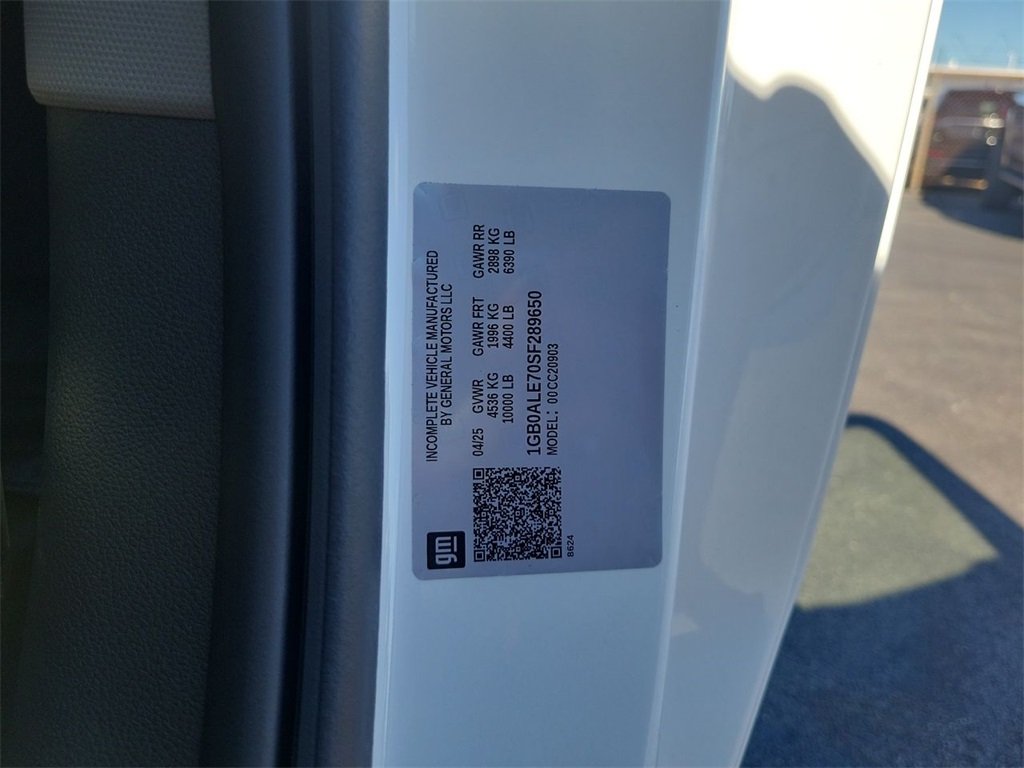 INCOMPLETE VEHICLE MANUFACTURED
BY GENERAL MOTORS LLC
04/25 GVWR GAWR FRT GAWR RR
4536 KG 1996 KG 2898 KG
10000 LB 4400 LB 6390 LB
1GB0ALE70SF289650
MODEL: 00CC20903
gm
8624